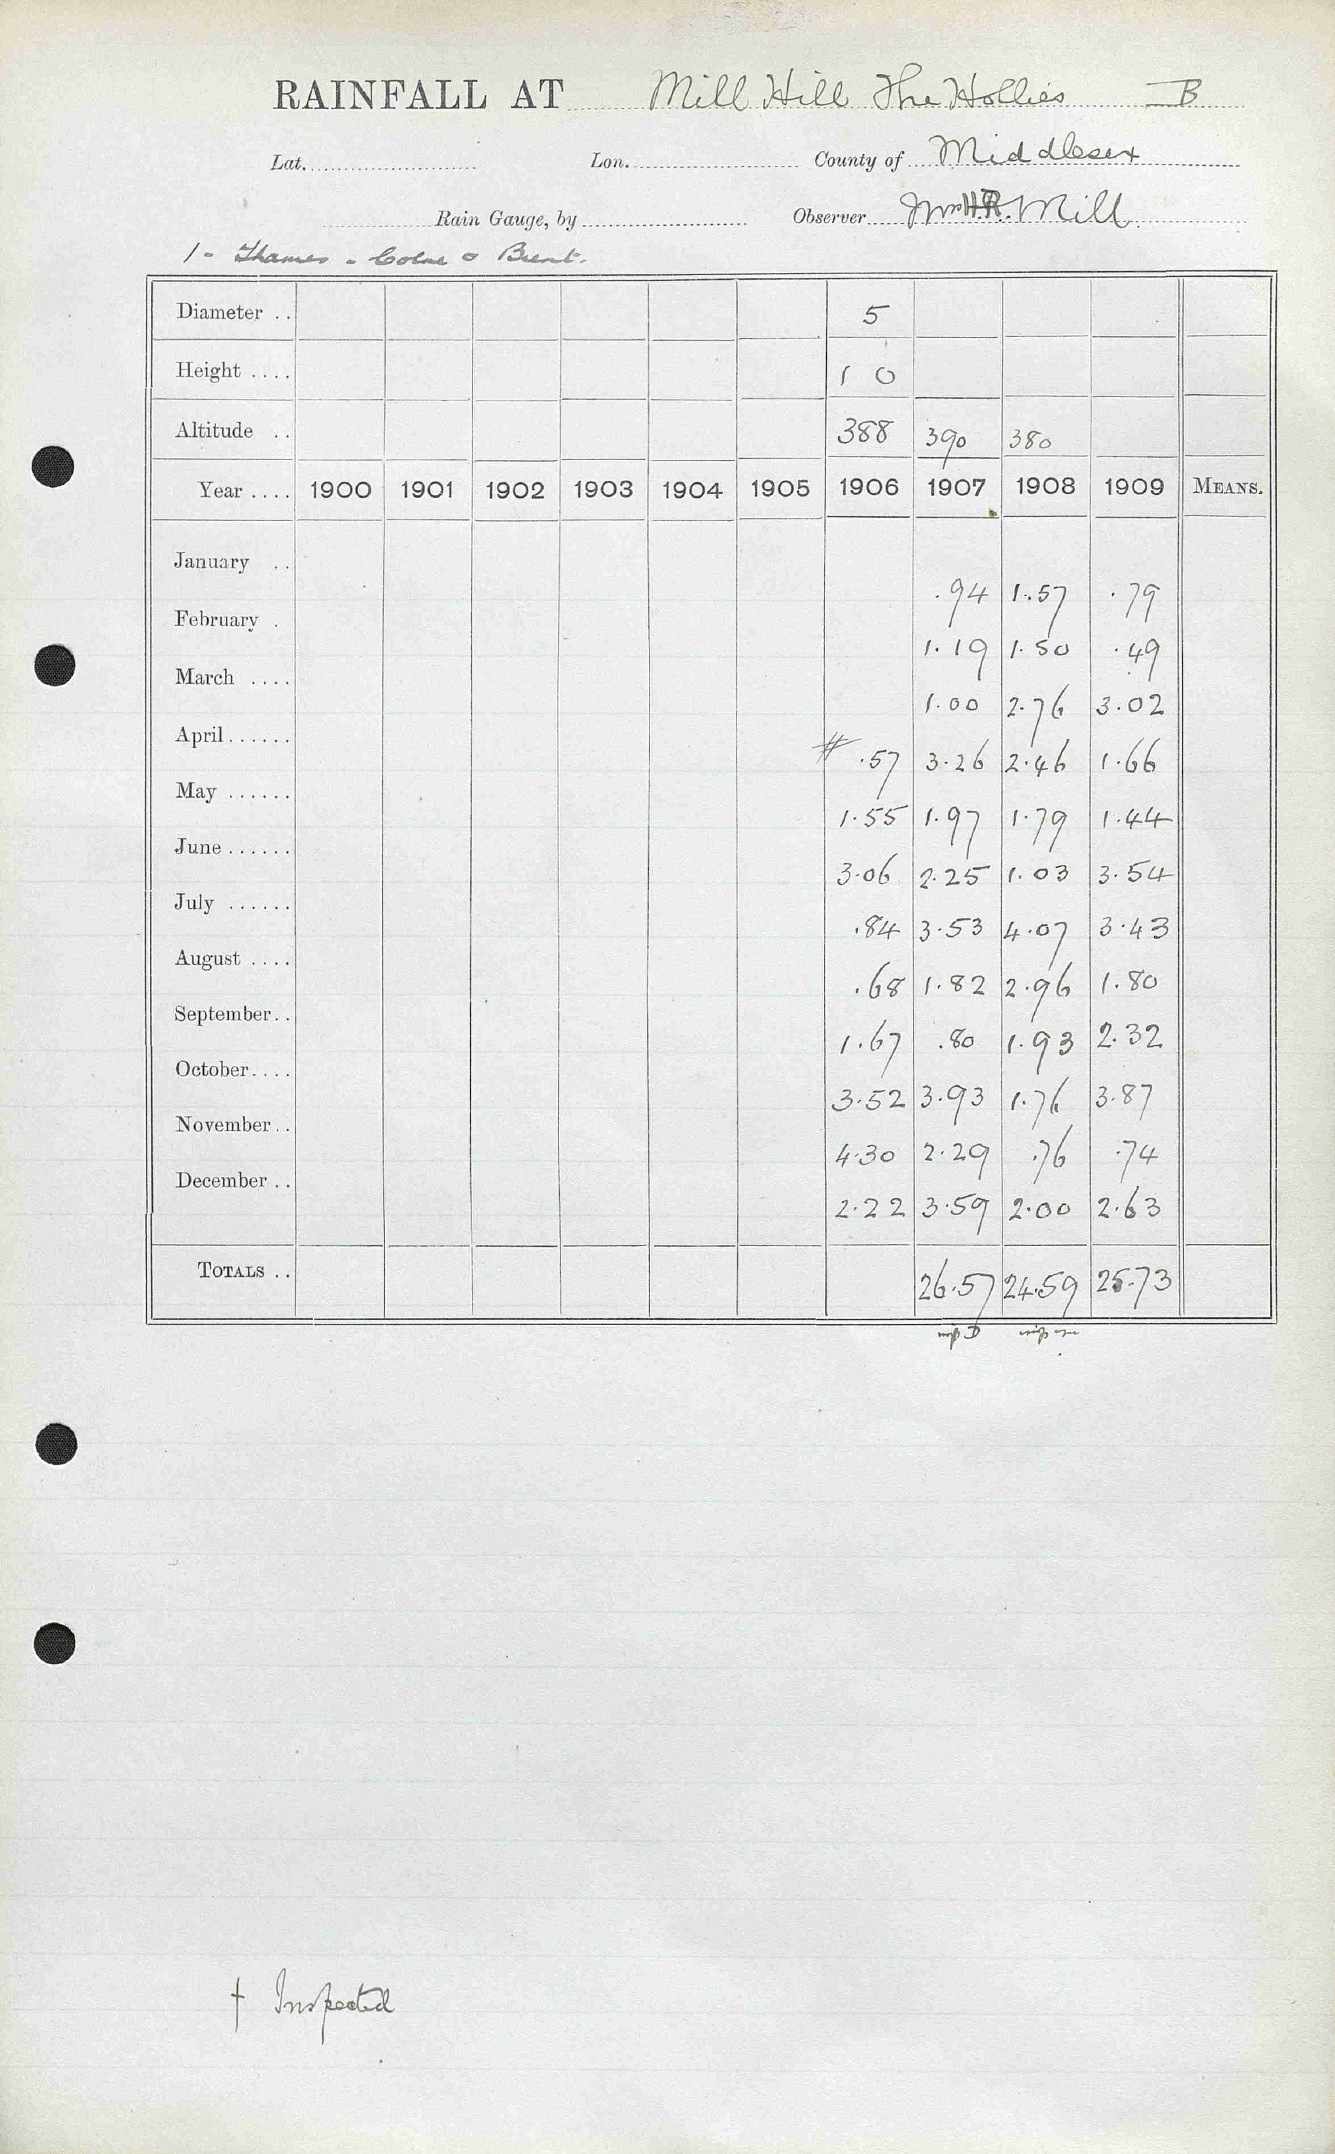 RAINFALL AT Mill Hill The Hollies B
Lat. Lon. County of Middlesex
Rain Gauge, by Observer Mrs H.R. Mill
1 - Thames - Colne & Brent.
Diameter .. 5
Height .... 1 0
Altitude .. 388 390 380
Year .... 1900 1901 1902 1903 1904 1905 1906 1907 1908 1909 MEANS.
January .. .94 1.57 .79
February . 1.19 1.50 .49
March .... 1.00 2.76 3.02
April...... # .57 3.26 2.46 1.66
May ...... 1.55 1.97 1.79 1.44
June ...... 3.06 2.25 1.03 3.54
July ...... .84 3.53 4.07 3.43
August .... .68 1.82 2.96 1.80
September.. 1.67 .80 1.93 2.32
October.... 3.52 3.93 1.76 3.87
November.. 4.30 2.29 .76 .74
December .. 2.22 3.59 2.00 2.63
TOTALS .. 26.57 24.59 25.73
† Inspected